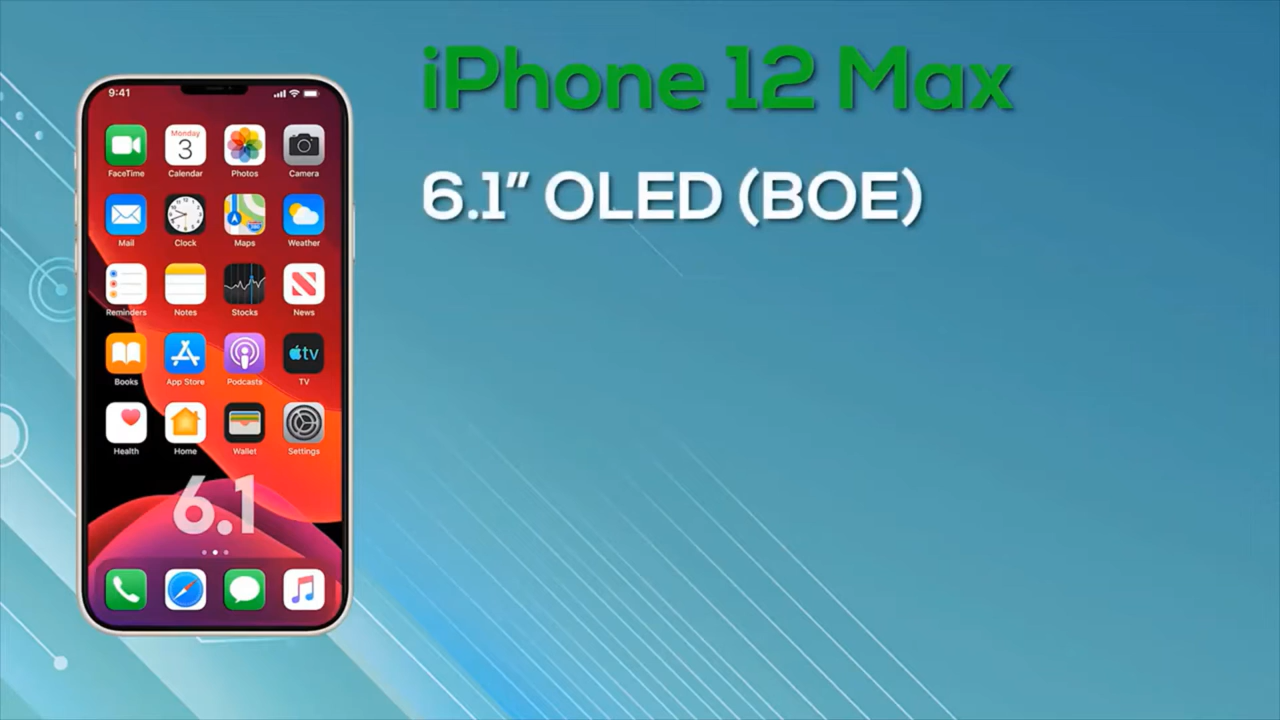 iPhone 12 Max
6.1” OLED (BOE)
9:41
Monday
3
FaceTime Calendar Photos Camera
Mail Clock Maps Weather
Reminders Notes Stocks News
tv
Books App Store Podcasts TV
Health Home Wallet Settings
6.1